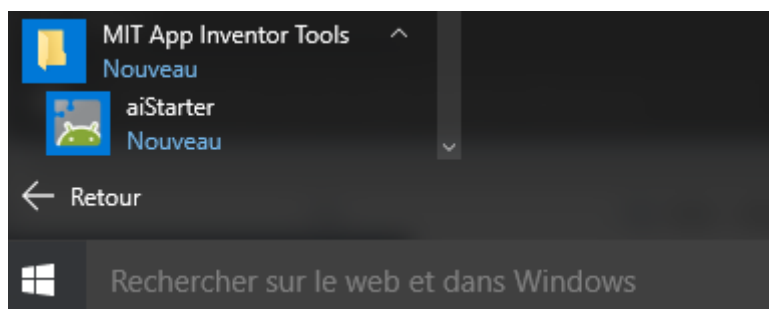 MIT App Inventor Tools
Nouveau
aiStarter
Nouveau
Retour
Rechercher sur le web et dans Windows